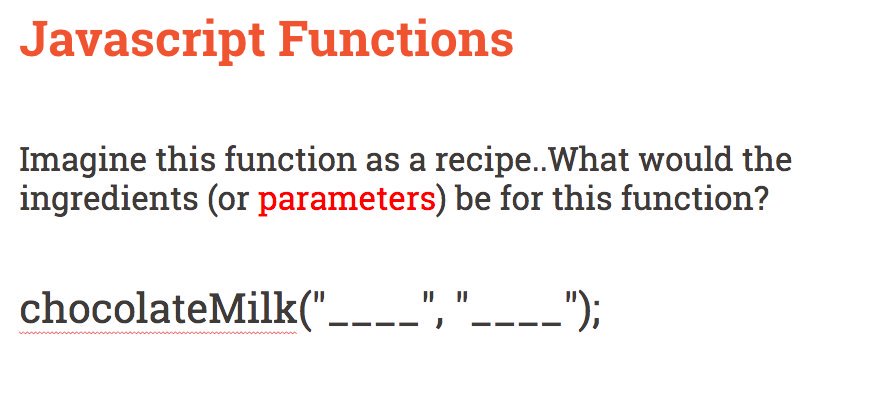 Javascript Functions
Imagine this function as a recipe..What would the
ingredients (or parameters) be for this function?
chocolateMilk("____", "____");